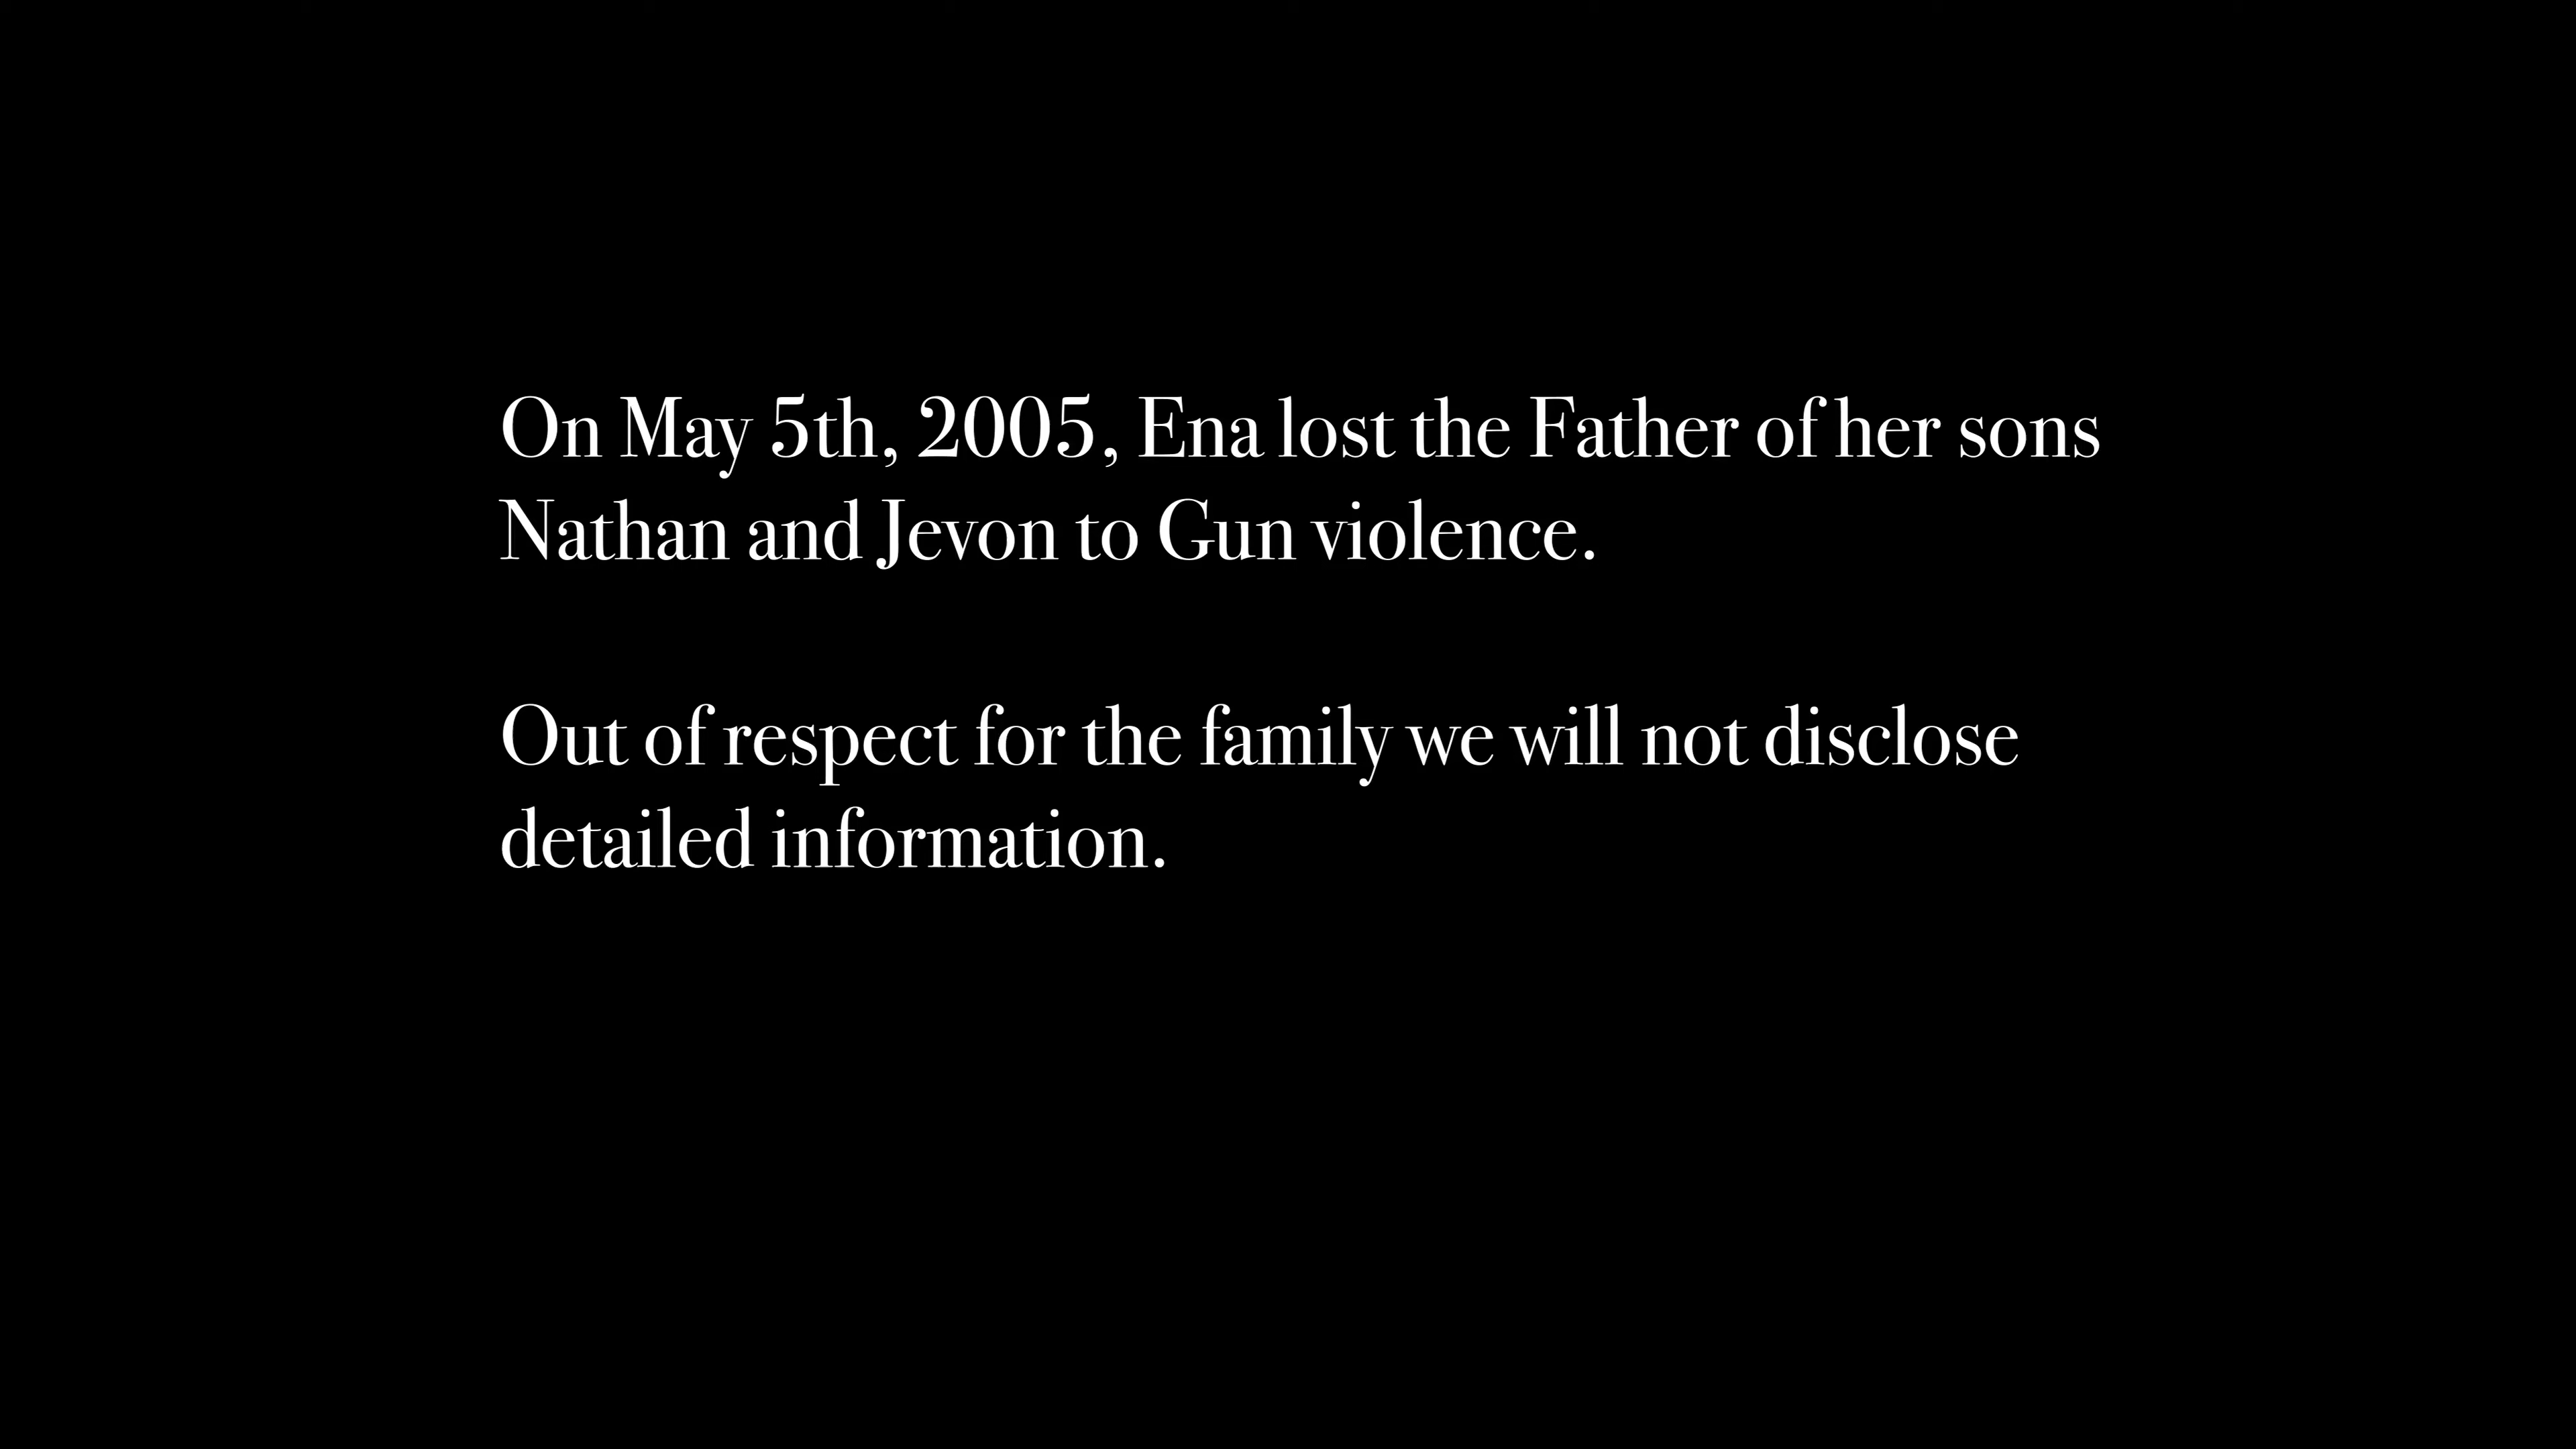 On May 5th, 2005, Ena lost the Father of her sons
Nathan and Jevon to Gun violence.
Out of respect for the family we will not disclose
detailed information.